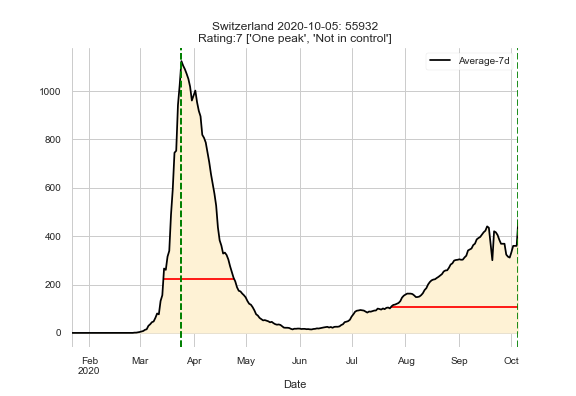 Switzerland 2020-10-05: 55932
Rating:7 ['One peak', 'Not in control']
Average-7d
1000
800
600
400
200
0
Feb
2020
Mar
Apr
May
Jun
Jul
Aug
Sep
Oct
Date